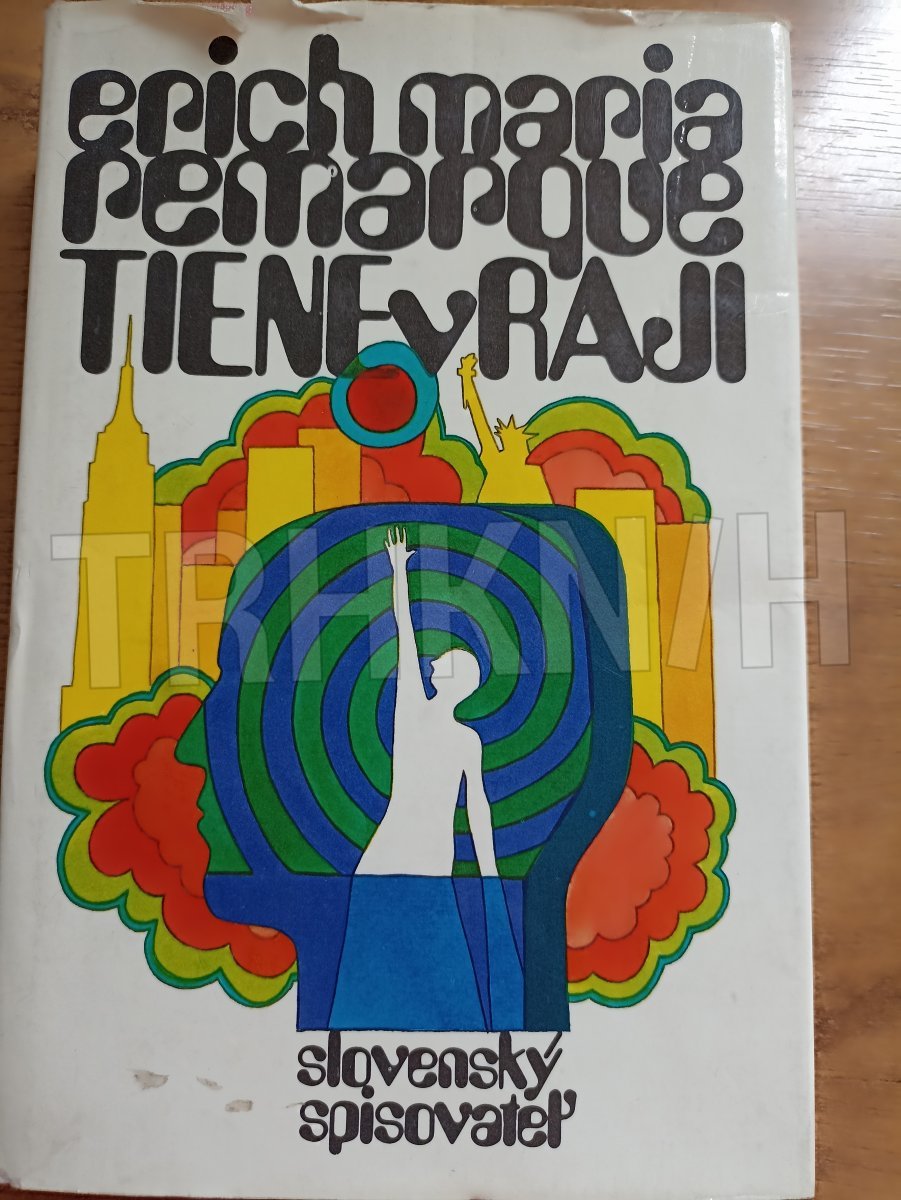 erich maria
remarque
TIENE v RAJI
TRHKNIH
slovenský
spisovateľ